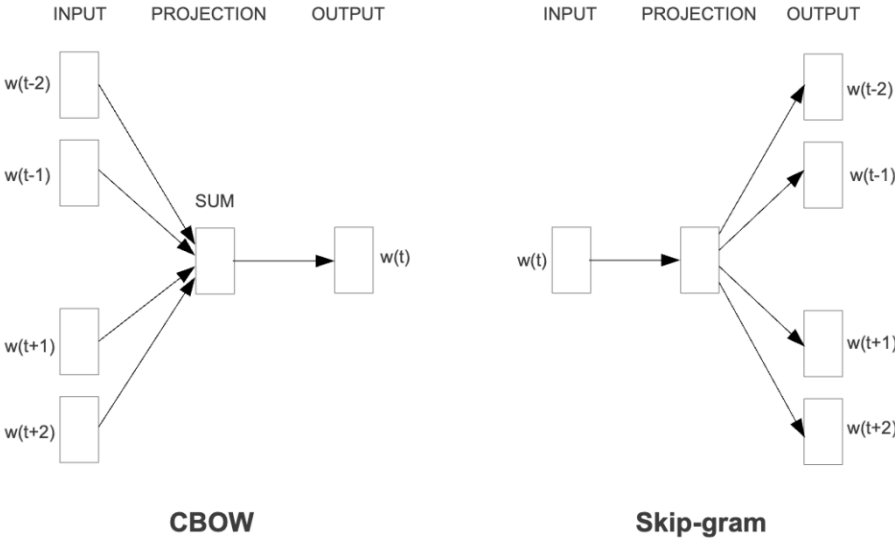 INPUT PROJECTION OUTPUT
w(t-2)
w(t-1)
SUM
w(t)
w(t+1)
w(t+2)
CBOW
INPUT PROJECTION OUTPUT
w(t-2)
w(t-1)
w(t)
w(t+1)
w(t+2)
Skip-gram